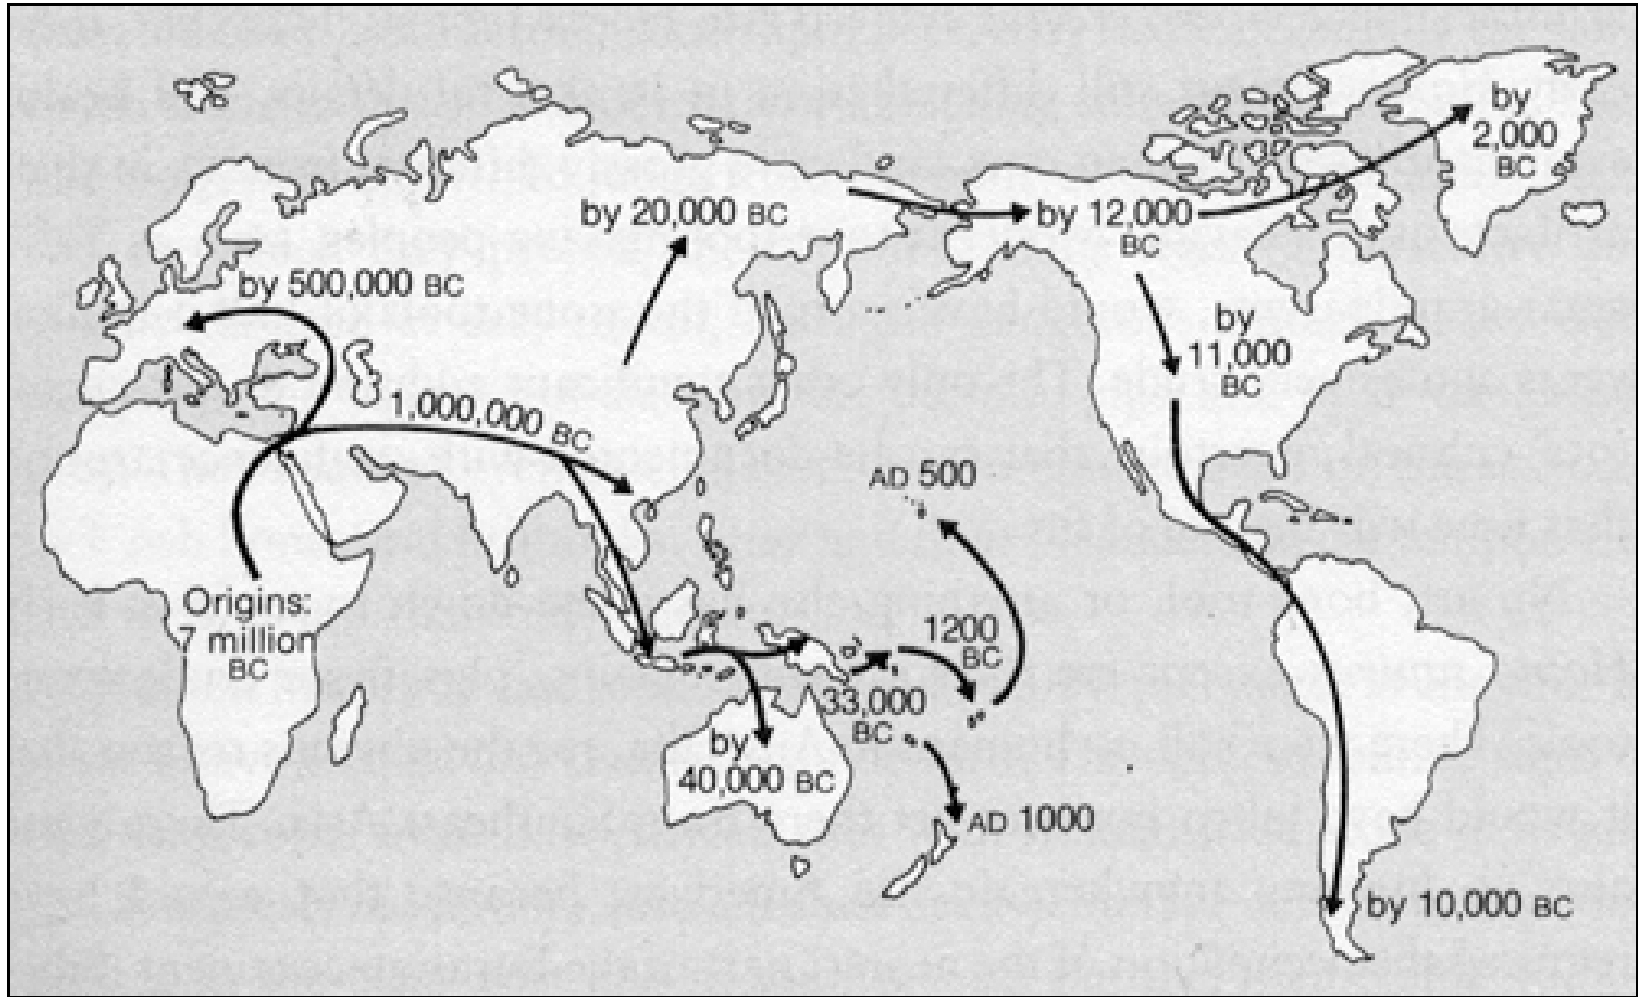 by
2,000
BC
by 20,000 BC
by 12,000
BC
by 500,000 BC
by
11,000
BC
1,000,000 BC
AD 500
Origins:
7 million
BC
1200
BC
33,000
BC
by
40,000 BC
AD 1000
by 10,000 BC